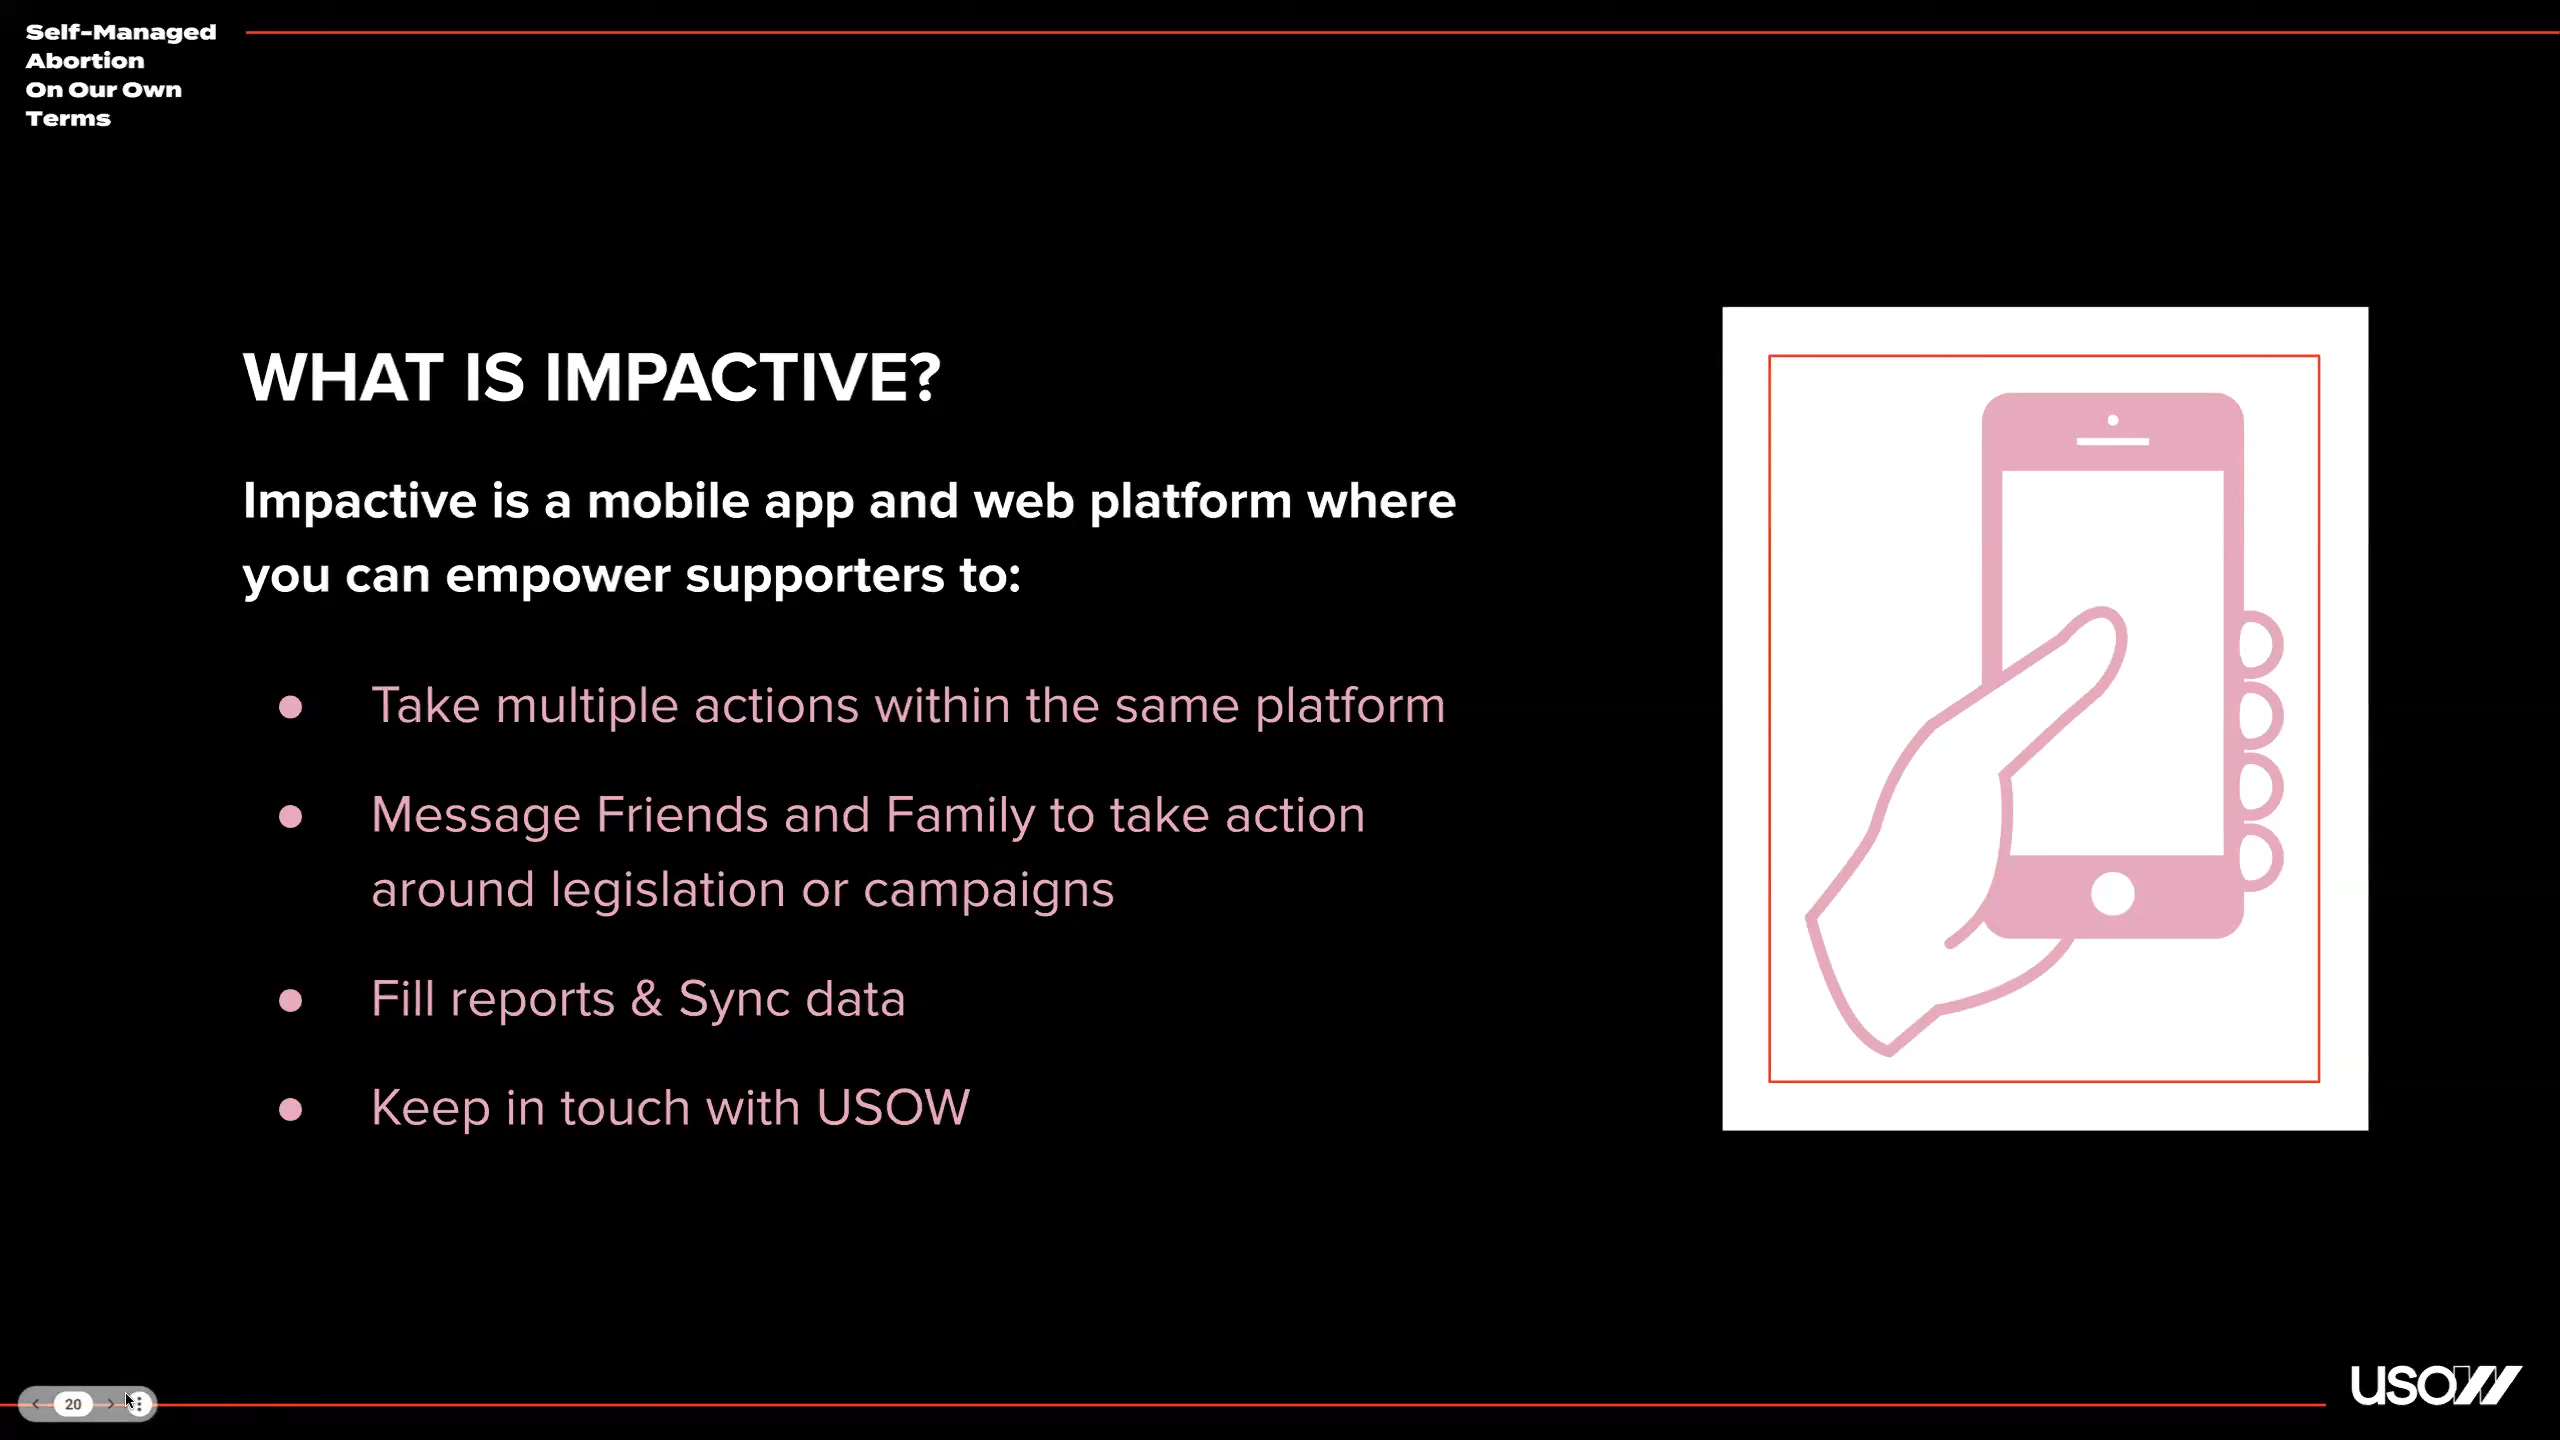 Self-Managed
Abortion
On Our Own
Terms
WHAT IS IMPACTIVE?
Impactive is a mobile app and web platform where
you can empower supporters to:
● Take multiple actions within the same platform
● Message Friends and Family to take action
around legislation or campaigns
● Fill reports & Sync data
● Keep in touch with USOW
20
USOW